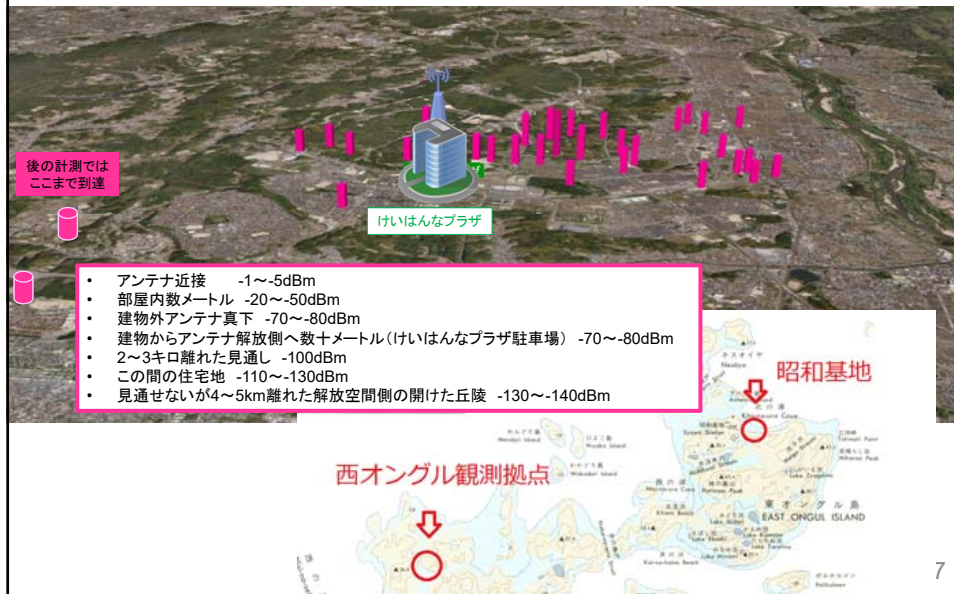 後の計測では
ここまで到達
けいはんなプラザ
• アンテナ近接 -1～-5dBm
• 部屋内数メートル -20～-50dBm
• 建物外アンテナ真下 -70～-80dBm
• 建物からアンテナ解放側へ数十メートル(けいはんなプラザ駐車場) -70～-80dBm
• 2～3キロ離れた見通し -100dBm
• この間の住宅地 -110～-130dBm
• 見通せないが4～5km離れた解放空間側の開けた丘陵 -130～-140dBm
昭和基地
西オングル観測拠点
東オングル島
EAST ONGUL ISLAND
7